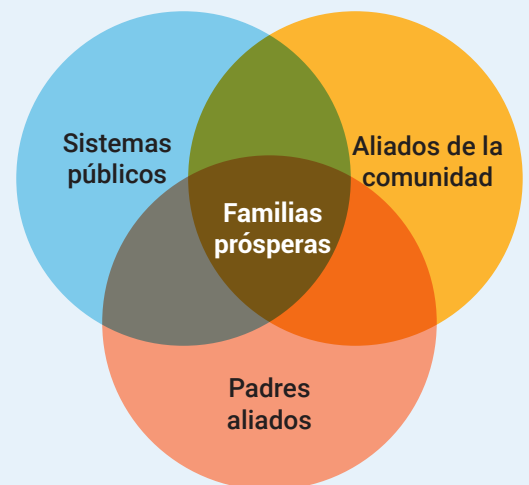 Sistemas
públicos
Aliados de la
comunidad
Familias
prósperas
Padres
aliados